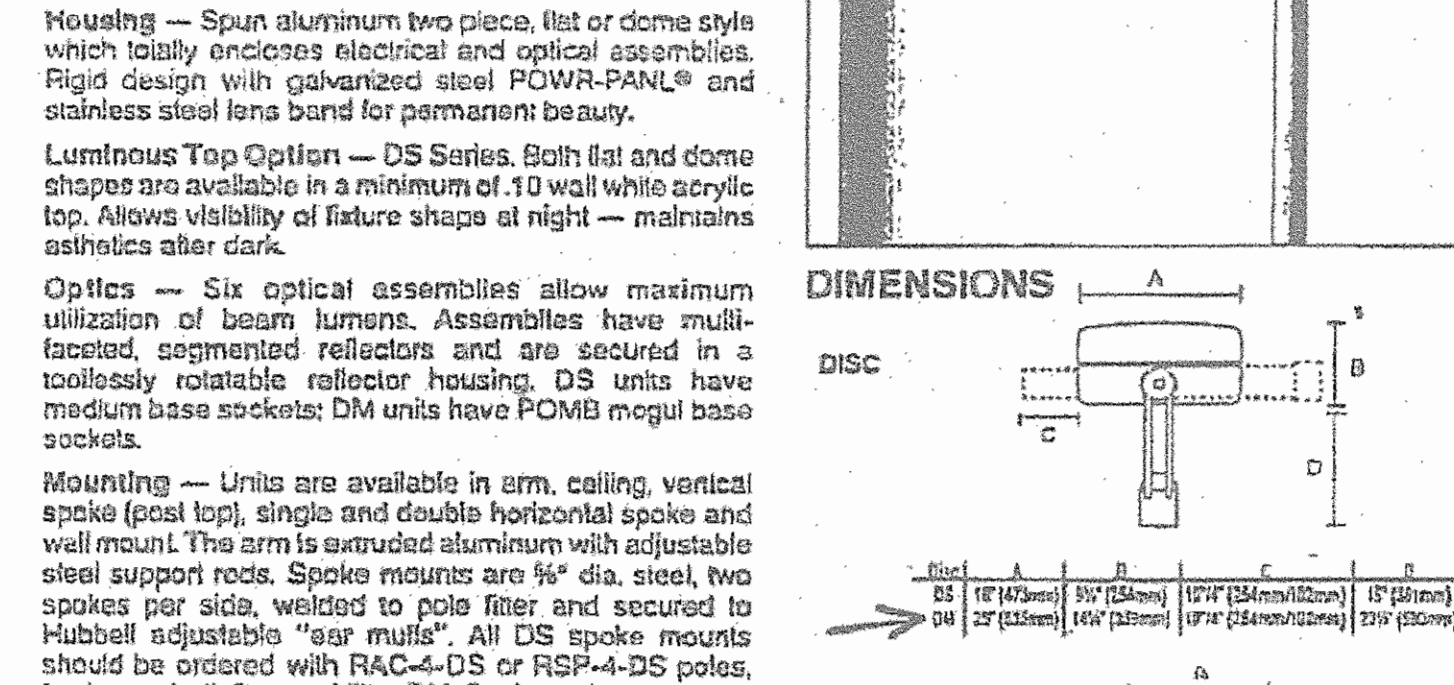 Housing — Spun aluminum two piece, flat or dome style
which totally encloses electrical and optical assemblies.
Rigid design with galvanized steel POWR-PANL® and
stainless steel lens band for permanent beauty.
Luminous Top Option — DS Series. Both flat and dome
shapes are available in a minimum of .10 wall white acrylic
top. Allows visibility of fixture shape at night — maintains
esthetics after dark.
Optics — Six optical assemblies allow maximum
utilization of beam lumens. Assemblies have multi-
faceted, segmented reflectors and are secured in a
toollessly rotatable reflector housing. DS units have
medium base sockets; DM units have POMB mogul base
sockets.
Mounting — Units are available in arm, ceiling, vertical
spoke (post top), single and double horizontal spoke and
wall mount. The arm is extruded aluminum with adjustable
steel support rods. Spoke mounts are dia. steel, two
spokes per side, welded to pole fitter and secured to
Hubbell adjustable "ear muffs". All DS spoke mounts
should be ordered with RAC-4-DS or RSP-4-DS poles,
DIMENSIONS
A
DISC
B
C
D
Disc A B C D
DS
DM
A